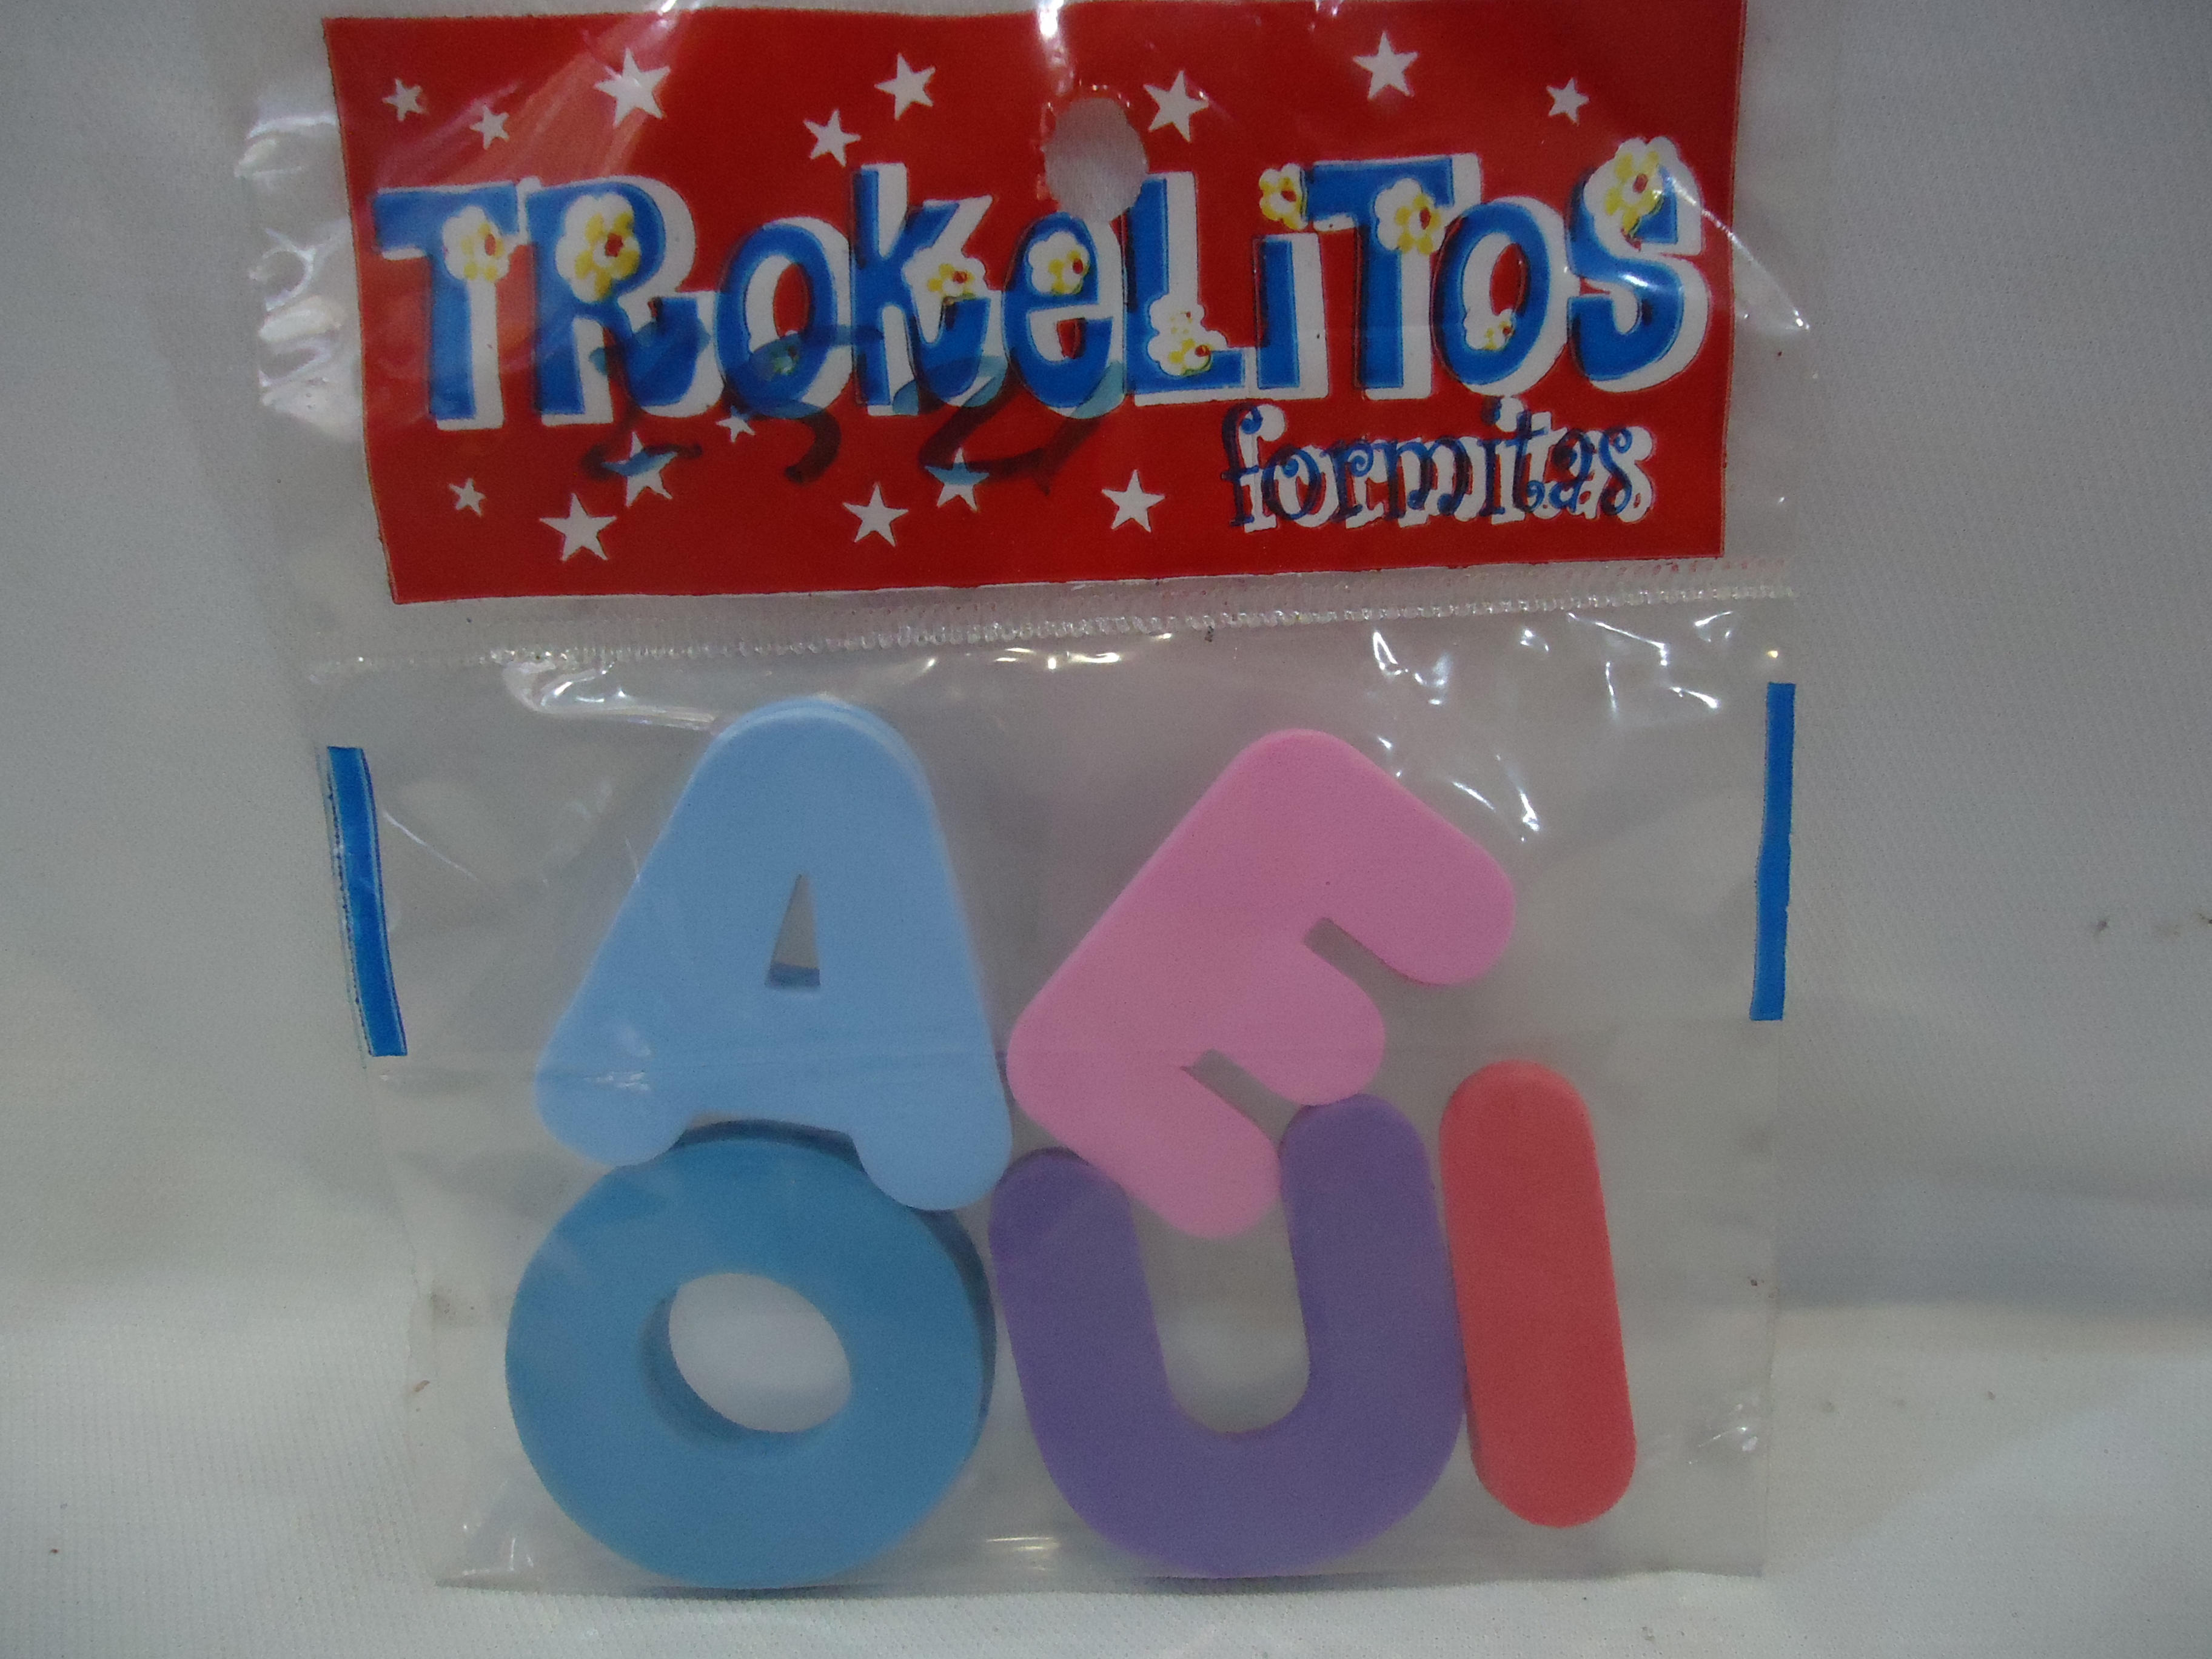 TRokeLiTOS
formitas
A E
O U I